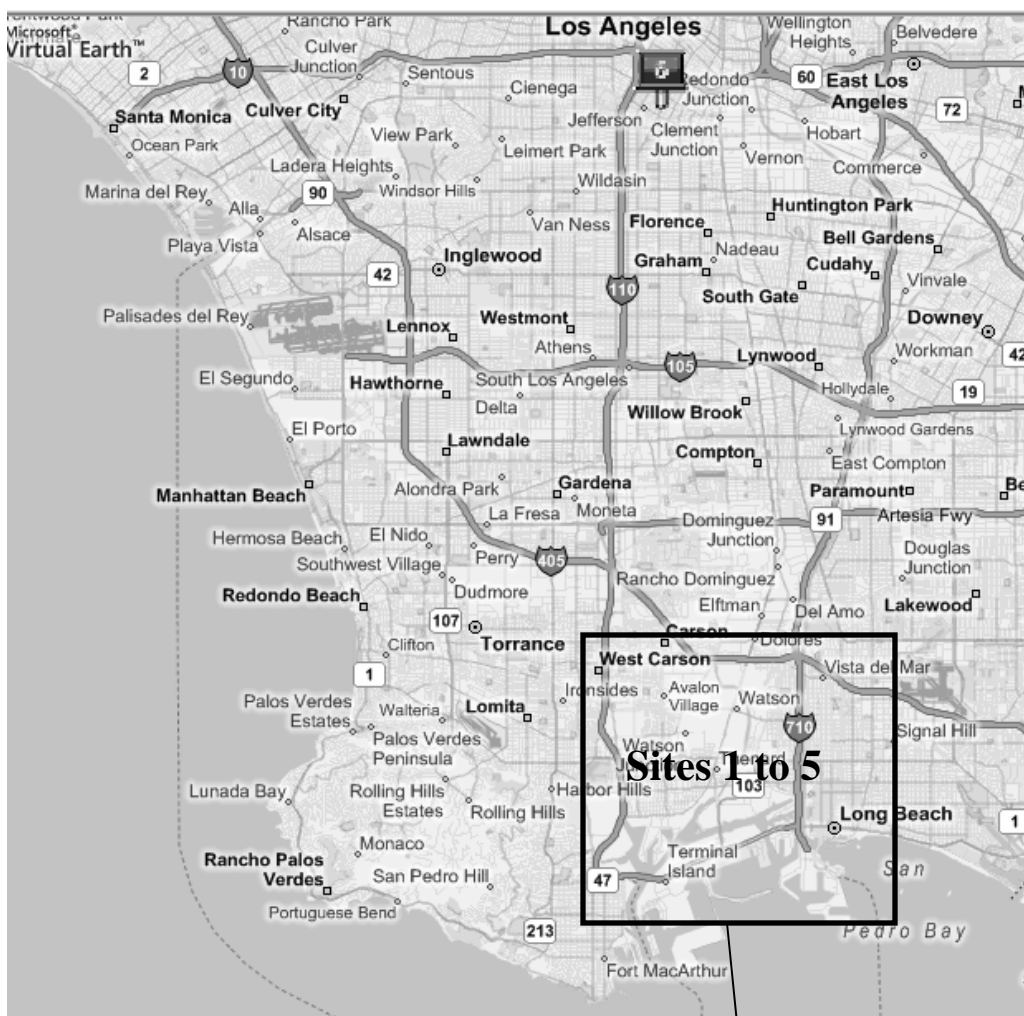 Los Angeles
Rancho Park
Wellington
Heights
Belvedere
Microsoft®
Virtual Earth™
Culver
Junction
2
10
Sentous
Cienega
6
Redondo
Junction
60
East Los
Angeles
72
Santa Monica
Culver City
Ocean Park
View Park
Jefferson
Clement
Junction
Hobart
Leimert Park
Vernon
Commerce
Ladera Heights
Windsor Hills
Wildasin
Marina del Rey
90
Alla
Alsace
Playa Vista
Van Ness
Florence
Huntington Park
Nadeau
Bell Gardens
Graham
Cudahy
42
Inglewood
110
South Gate
Vinvale
Palisades del Rey
Lennox
Westmont
Downey
Athens
Lynwood
Workman
42
105
El Segundo
Hawthorne
South Los Angeles
Hollydale
19
Delta
Willow Brook
Lynwood Gardens
El Porto
Lawndale
Compton
East Compton
Manhattan Beach
Alondra Park
Gardena
Paramount
Be
La Fresa
Moneta
Dominguez
Junction
91
Artesia Fwy
Hermosa Beach
El Nido
Perry
405
Douglas
Junction
Southwest Village
Dudmore
Rancho Dominguez
Redondo Beach
Elftman
Del Amo
Lakewood
107
Torrance
Carson
Dolores
Clifton
West Carson
Vista del Mar
1
Ironsides
Avalon
Village
Watson
Palos Verdes
Estates
Walteria
Lomita
710
Signal Hill
Palos Verdes
Peninsula
Watson
Thenard
Sites 1 to 5
103
Lunada Bay
Rolling Hills
Estates
Rolling Hills
Harbor Hills
Long Beach
1
Monaco
Terminal
Island
San
Pedro Bay
Rancho Palos
Verdes
San Pedro Hill
47
Portuguese Bend
213
Fort MacArthur